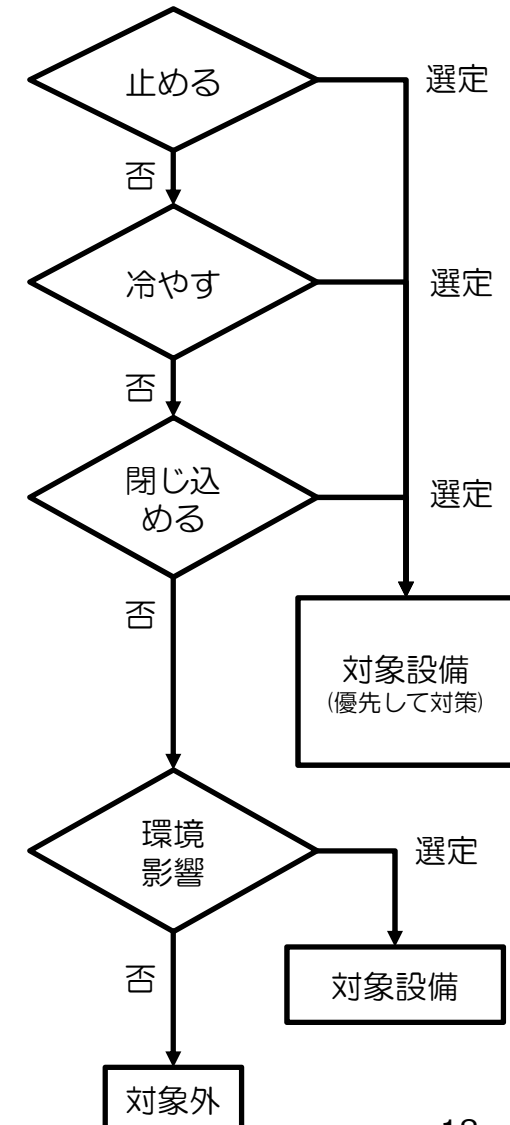 止める
選定
否
冷やす
選定
否
閉じ込
める
選定
否
対象設備
(優先して対策)
環境
影響
選定
否
対象設備
対象外